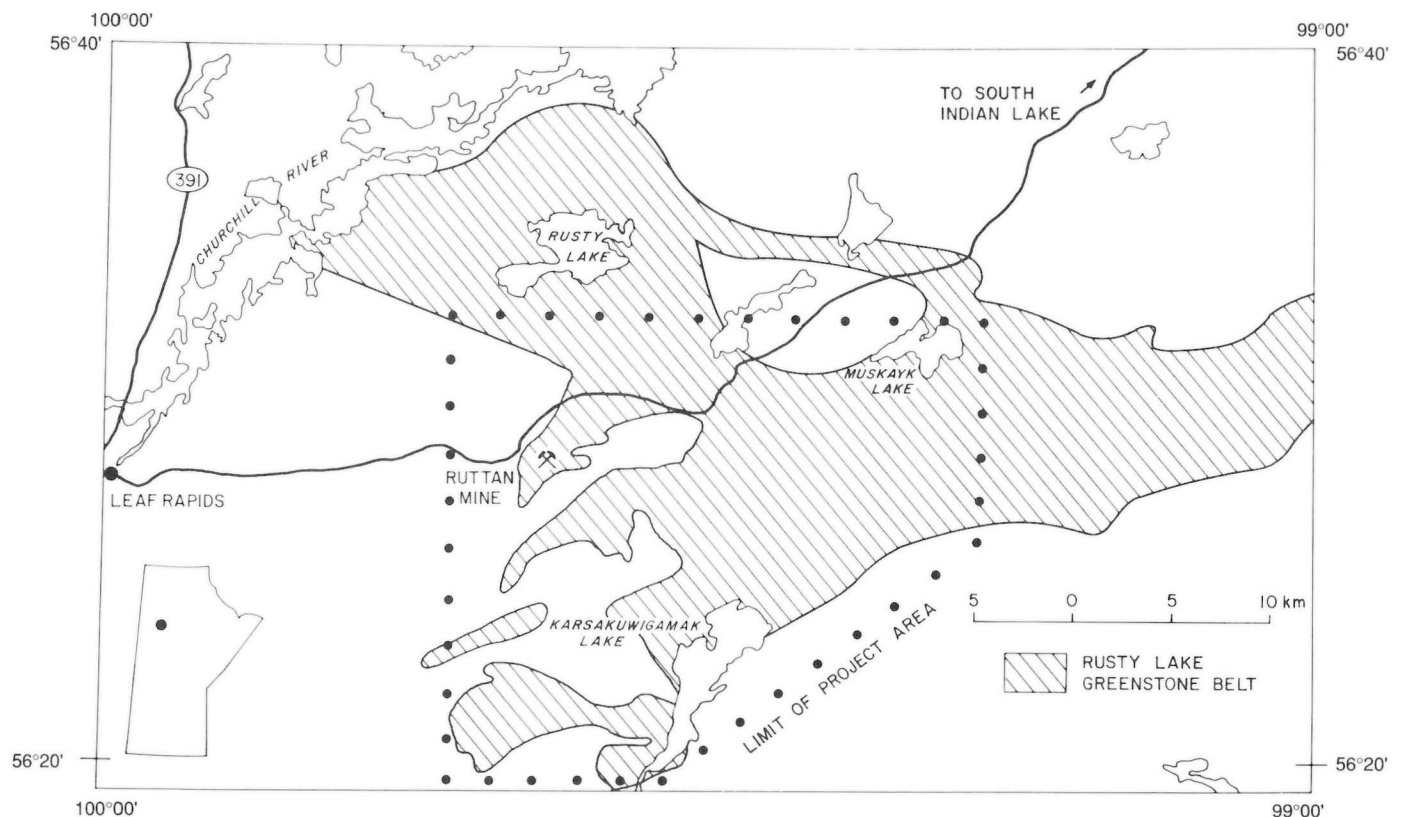 100°00'
99°00'
56°40'
56°40'
TO SOUTH
INDIAN LAKE
391
CHURCHILL RIVER
RUSTY
LAKE
MUSKAYK
LAKE
RUTTAN
MINE
LEAF RAPIDS
KARSAKUWIGAMAK
LAKE
5 0 5 10 km
RUSTY LAKE
GREENSTONE BELT
LIMIT OF PROJECT AREA
56°20'
56°20'
100°00'
99°00'